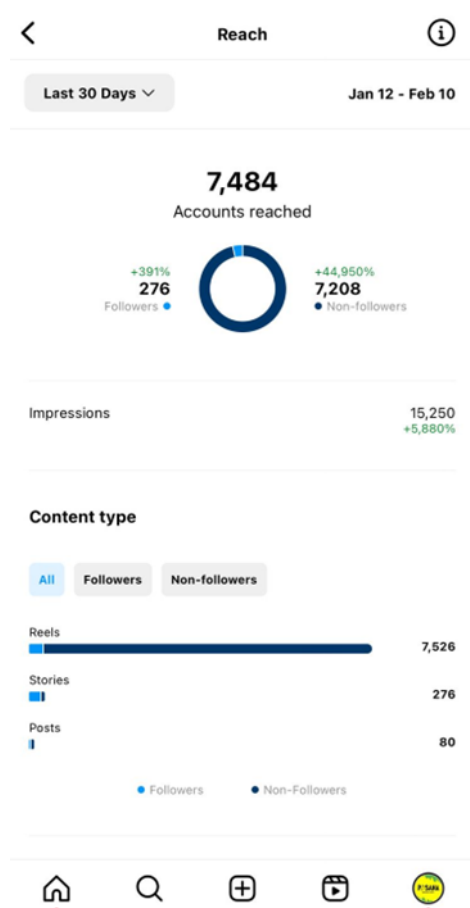 Reach
Last 30 Days
Jan 12 - Feb 10
7,484
Accounts reached
+391%
276
Followers
+44,950%
7,208
Non-followers
Impressions
15,250
+5,880%
Content type
All Followers Non-followers
Reels
7,526
Stories
276
Posts
80
Followers Non-Followers